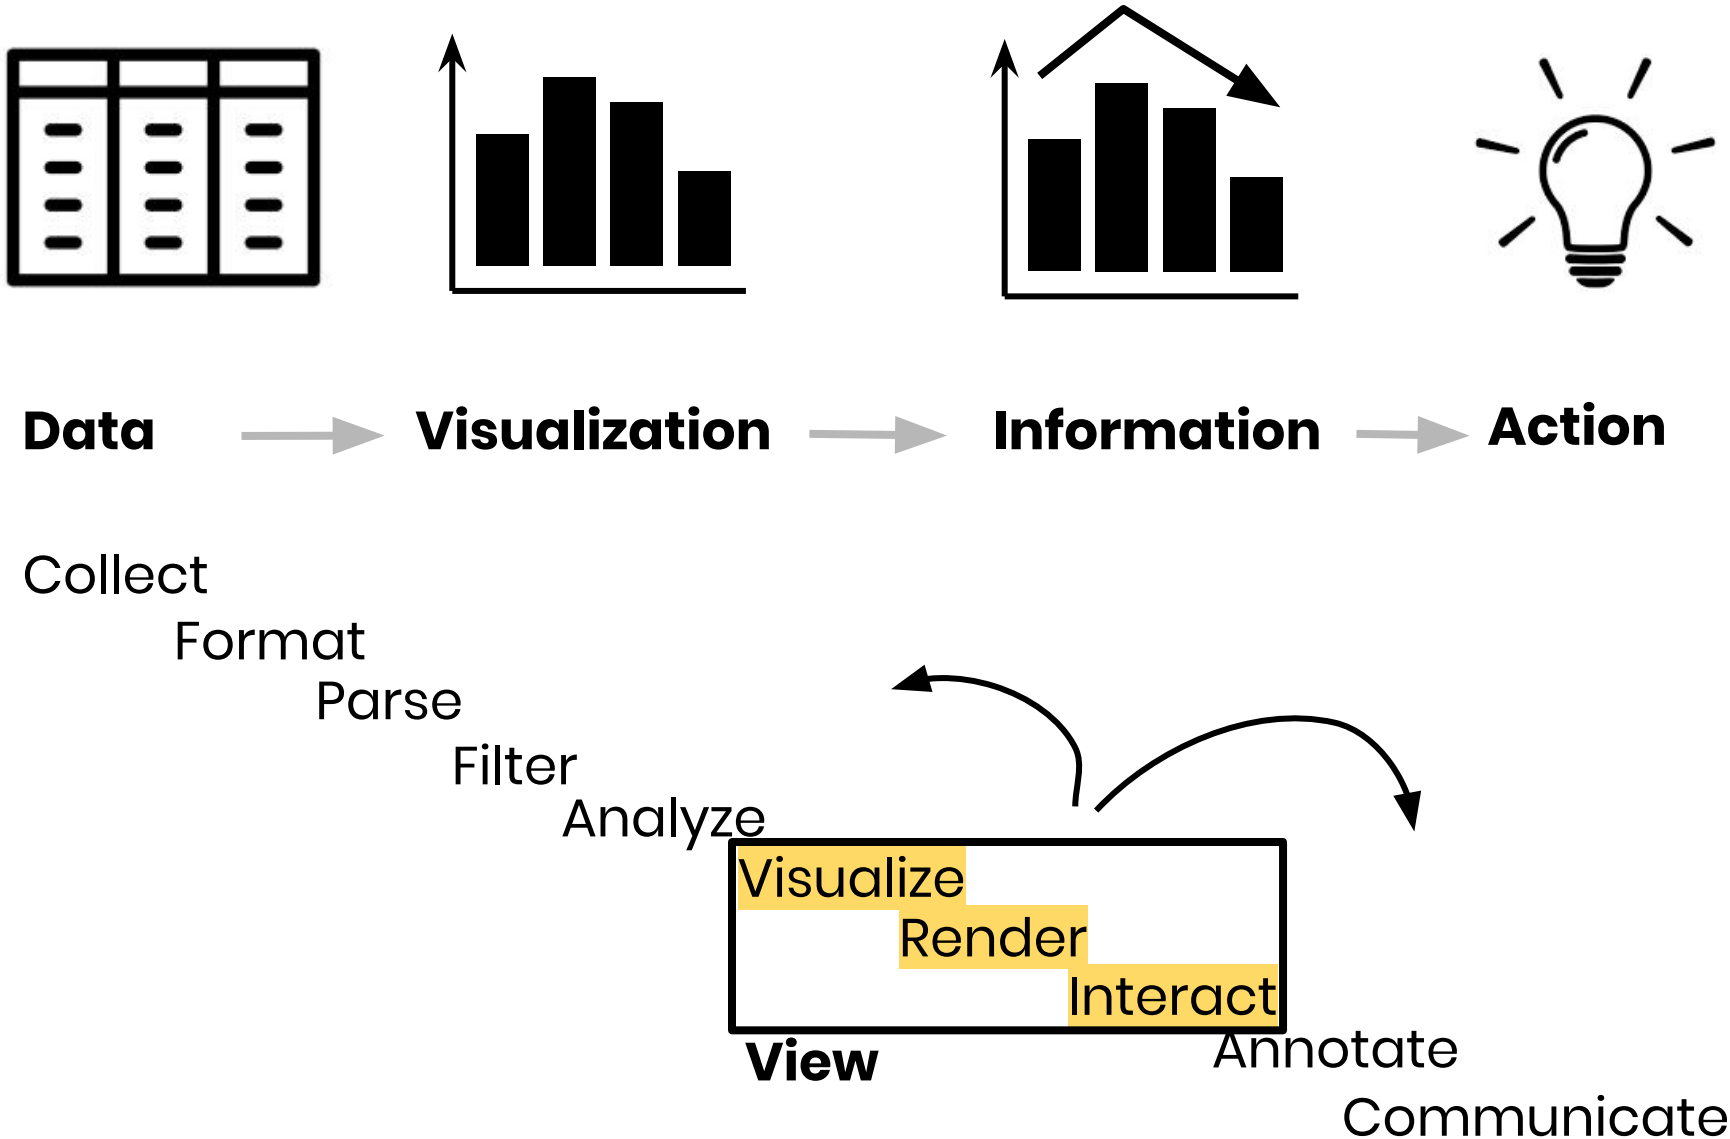 Data
Visualization
Information
Action
Collect
Format
Parse
Filter
Analyze
Visualize
Render
Interact
View
Annotate
Communicate